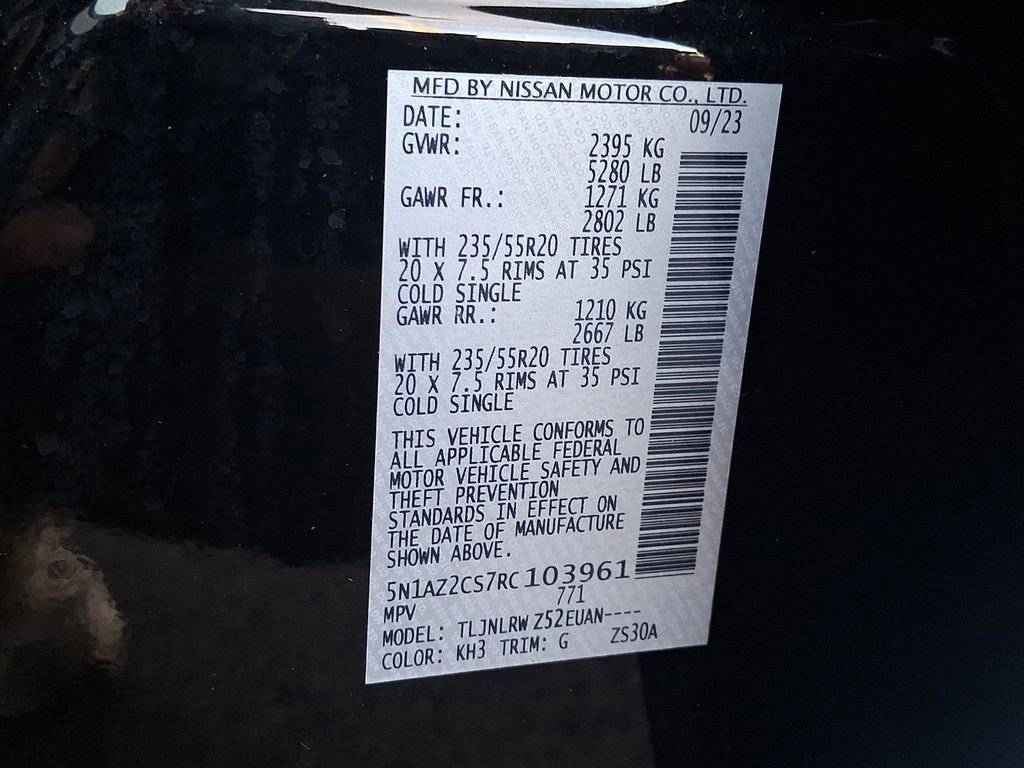 MFD BY NISSAN MOTOR CO., LTD.
DATE: 09/23
GVWR: 2395 KG
5280 LB
GAWR FR.: 1271 KG
2802 LB
WITH 235/55R20 TIRES
20 X 7.5 RIMS AT 35 PSI
COLD SINGLE
GAWR RR.: 1210 KG
2667 LB
WITH 235/55R20 TIRES
20 X 7.5 RIMS AT 35 PSI
COLD SINGLE
THIS VEHICLE CONFORMS TO
ALL APPLICABLE FEDERAL
MOTOR VEHICLE SAFETY AND
THEFT PREVENTION
STANDARDS IN EFFECT ON
THE DATE OF MANUFACTURE
SHOWN ABOVE.
5N1AZ2CS7RC103961
MPV 771
MODEL: TLJNLRW Z52EUAN----
COLOR: KH3 TRIM: G ZS30A